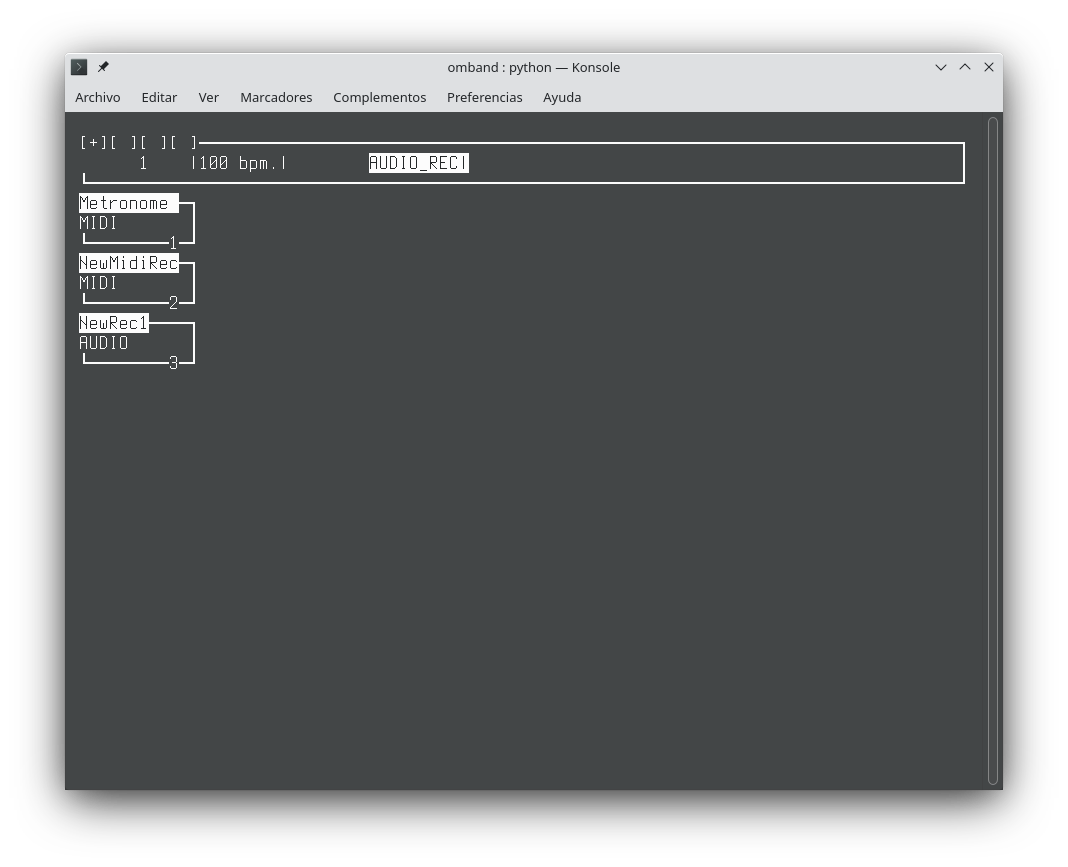 omband : python — Konsole
Archivo Editar Ver Marcadores Complementos Preferencias Ayuda
[+][ ][ ][ ]
1 |100 bpm.| AUDIO_REC|
Metronome
MIDI
1
NewMidiRec
MIDI
2
NewRec1
AUDIO
3